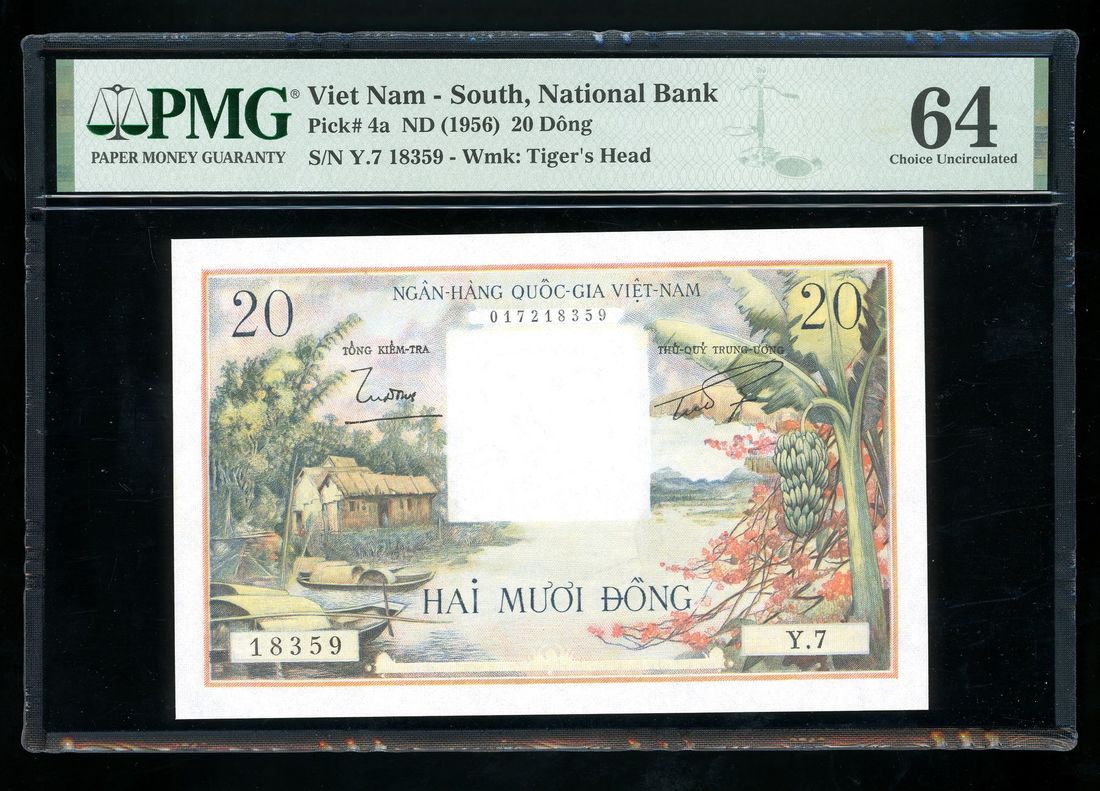 PMG®
PAPER MONEY GUARANTY
Viet Nam - South, National Bank
Pick# 4a ND (1956) 20 Dông
S/N Y.7 18359 - Wmk: Tiger's Head
64
Choice Uncirculated
20
NGÂN-HÀNG QUỐC-GIA VIỆT-NAM
20
017218359
TỔNG KIỂM-TRA
THỦ-QUỸ TRUNG-ƯƠNG
HAI MƯƠI ĐỒNG
18359
Y.7